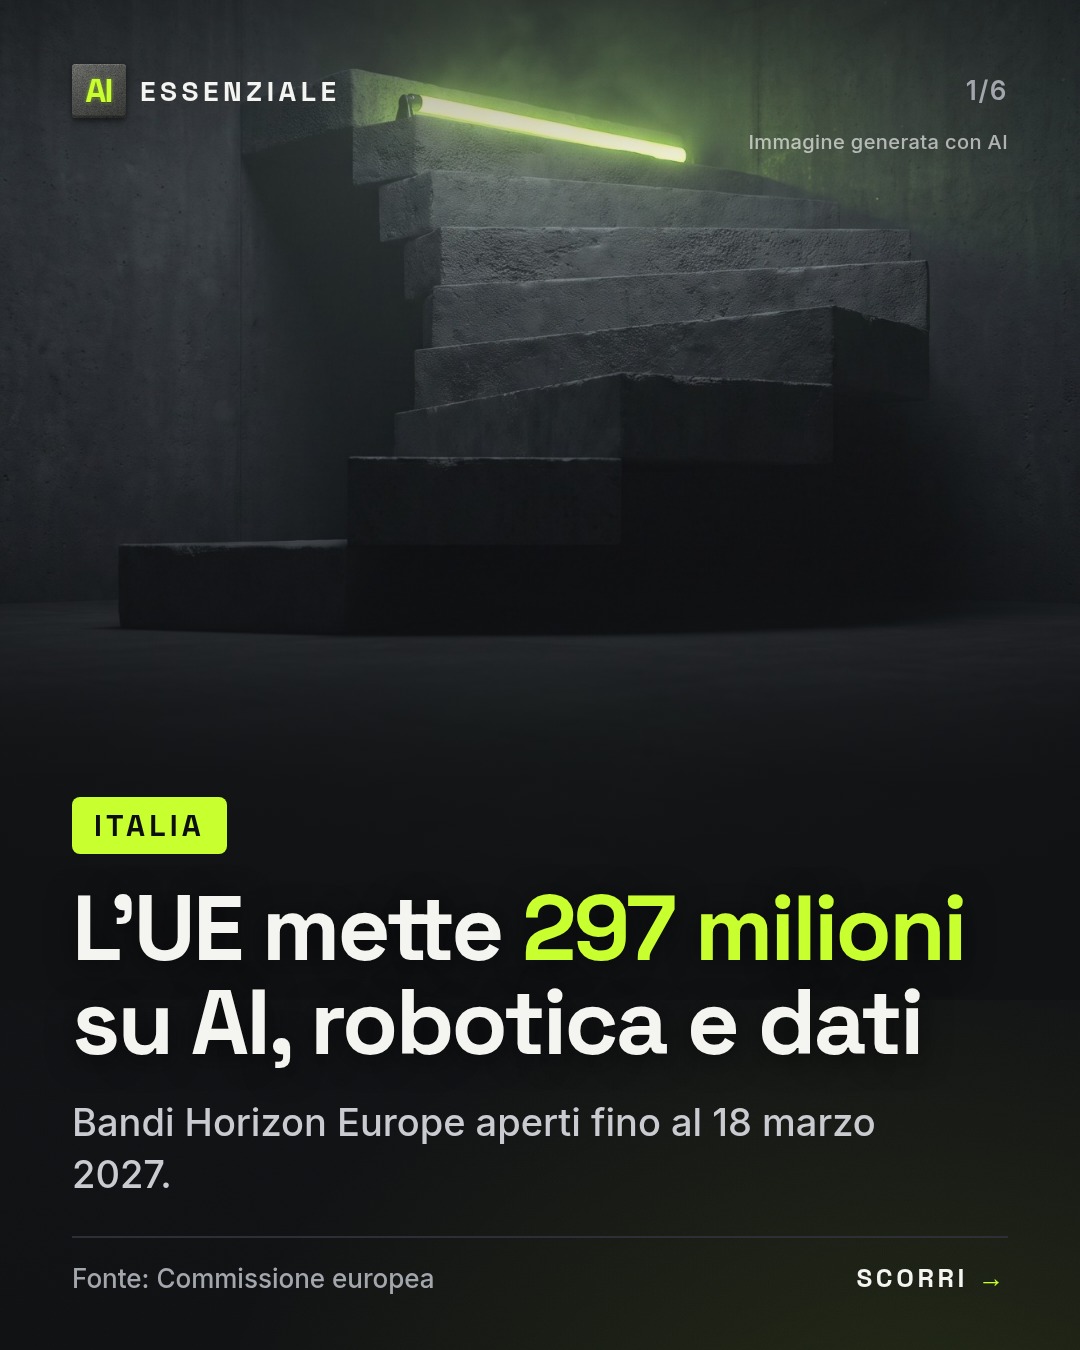 AI ESSENZIALE
1/6
Immagine generata con AI
ITALIA
L’UE mette 297 milioni
su AI, robotica e dati
Bandi Horizon Europe aperti fino al 18 marzo
2027.
Fonte: Commissione europea
SCORRI →